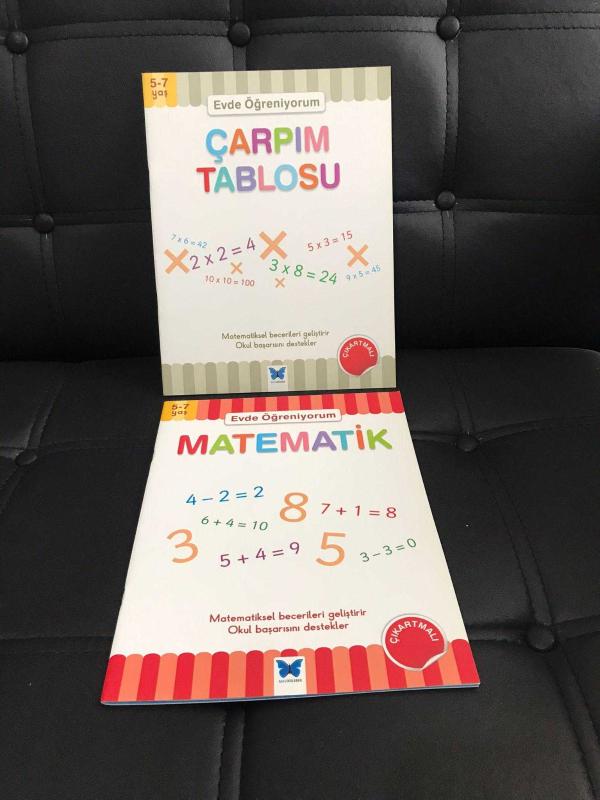 5-7
yaş
Evde Öğreniyorum
ÇARPIM
TABLOSU
7 x 6 = 42
2 x 2 = 4
5 x 3 = 15
10 x 10 = 100
3 x 8 = 24
9 x 5 = 45
Matematiksel becerileri geliştirir
Okul başarısını destekler
ÇIKARTMALI
5-7
yaş
Evde Öğreniyorum
MATEMATİK
4 – 2 = 2
8
7 + 1 = 8
6 + 4 = 10
3
5 + 4 = 9
5
3 – 3 = 0
Matematiksel becerileri geliştirir
Okul başarısını destekler
ÇIKARTMALI